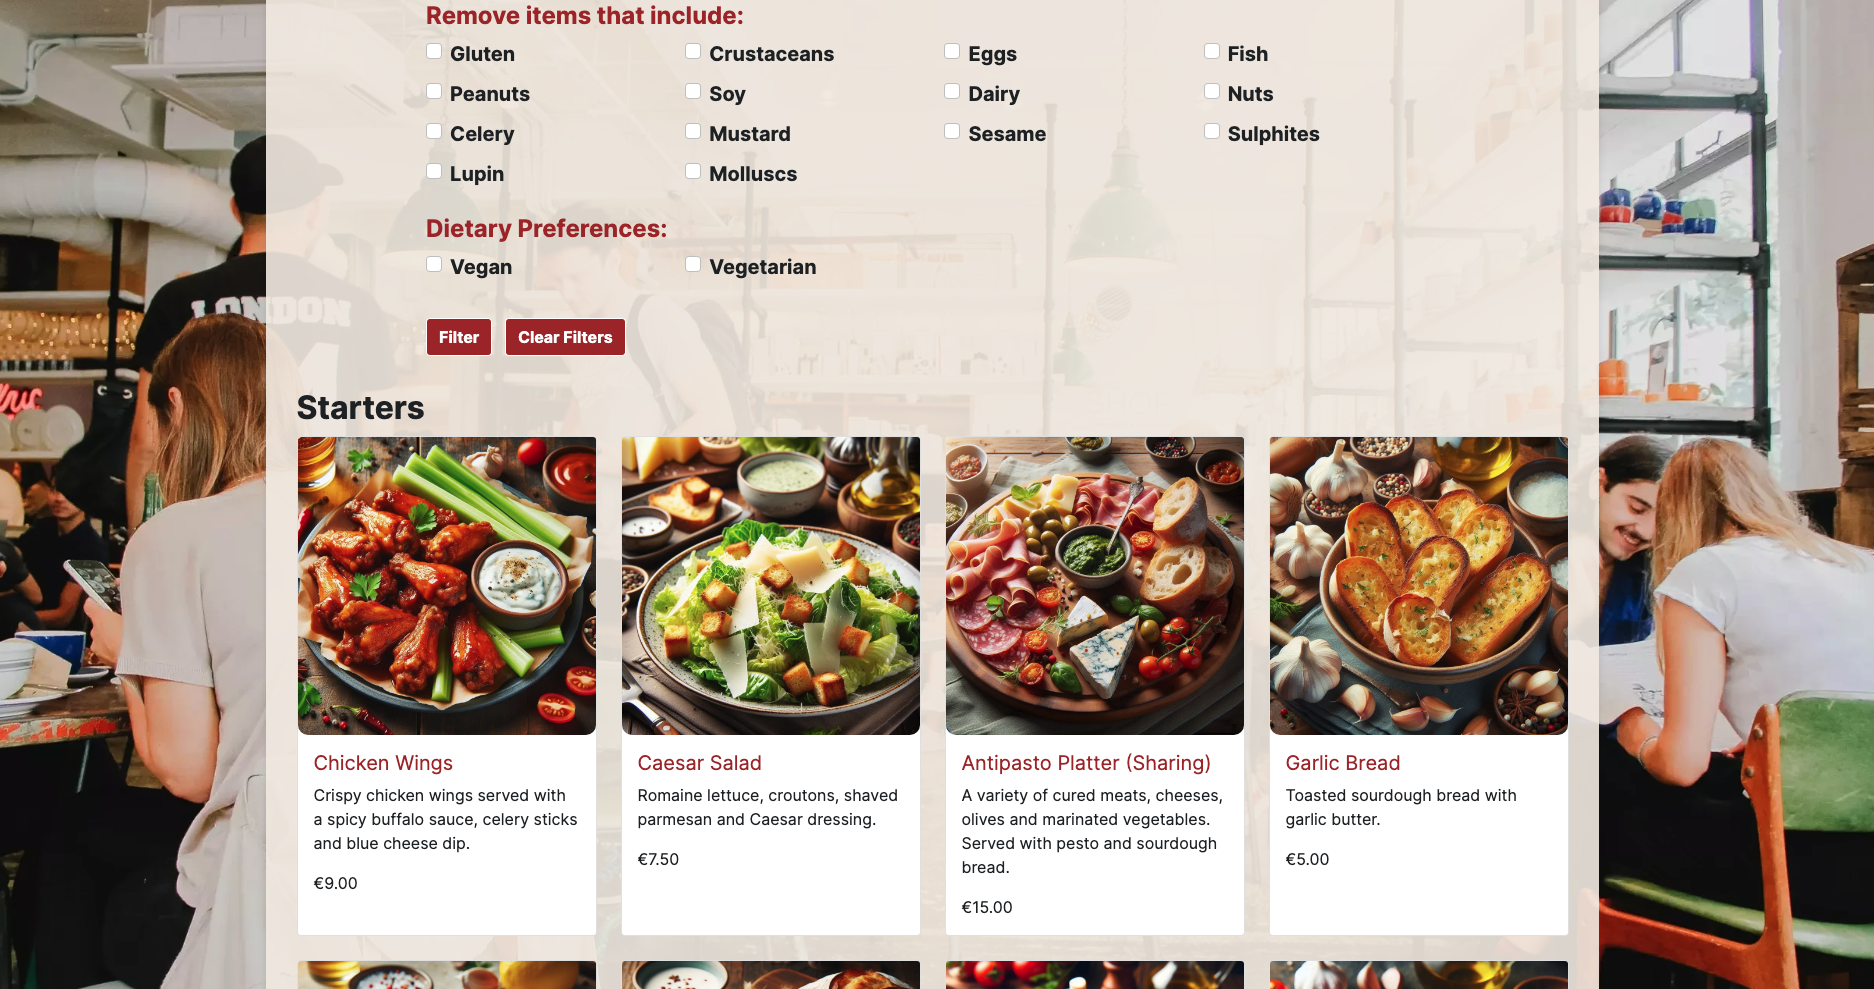 Remove items that include:
Gluten
Crustaceans
Eggs
Fish
Peanuts
Soy
Dairy
Nuts
Celery
Mustard
Sesame
Sulphites
Lupin
Molluscs
Dietary Preferences:
Vegan
Vegetarian
LONDON
Filter
Clear Filters
Starters
Chicken Wings
Crispy chicken wings served with
a spicy buffalo sauce, celery sticks
and blue cheese dip.
€9.00
Caesar Salad
Romaine lettuce, croutons, shaved
parmesan and Caesar dressing.
€7.50
Antipasto Platter (Sharing)
A variety of cured meats, cheeses,
olives and marinated vegetables.
Served with pesto and sourdough
bread.
€15.00
Garlic Bread
Toasted sourdough bread with
garlic butter.
€5.00